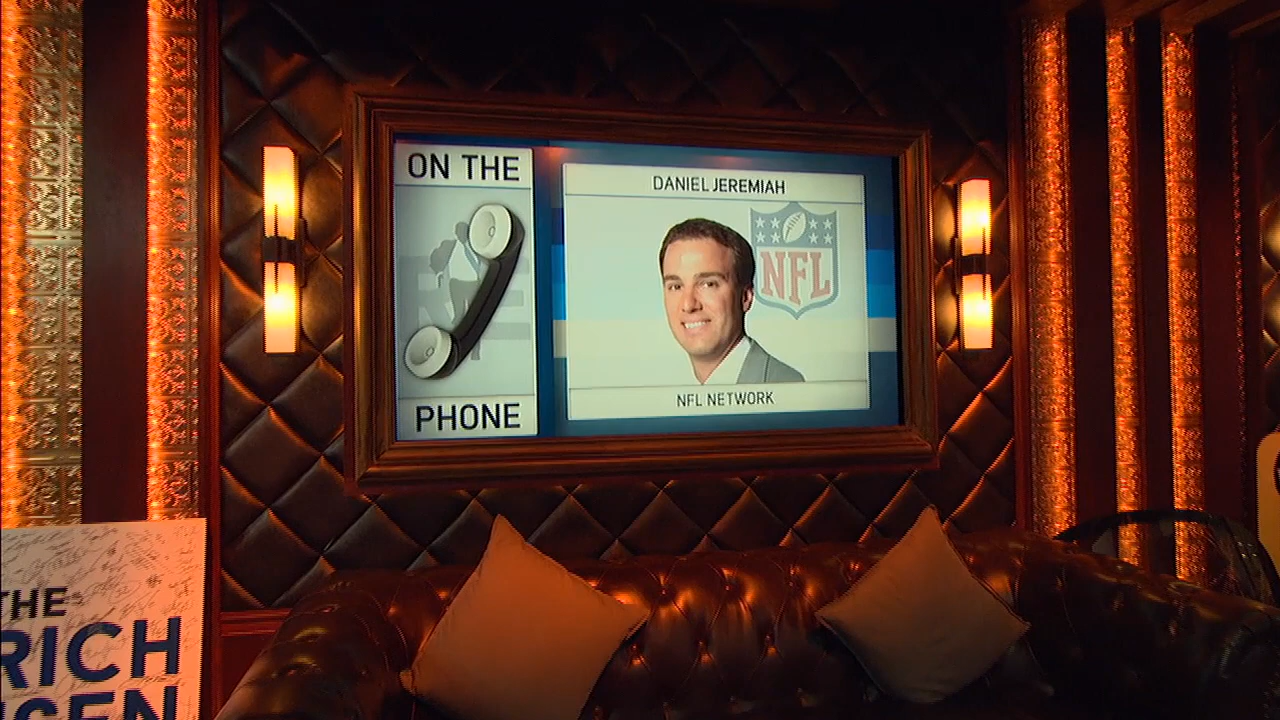 ON THE
PHONE
DANIEL JEREMIAH
NFL
NFL NETWORK
THE
RICH